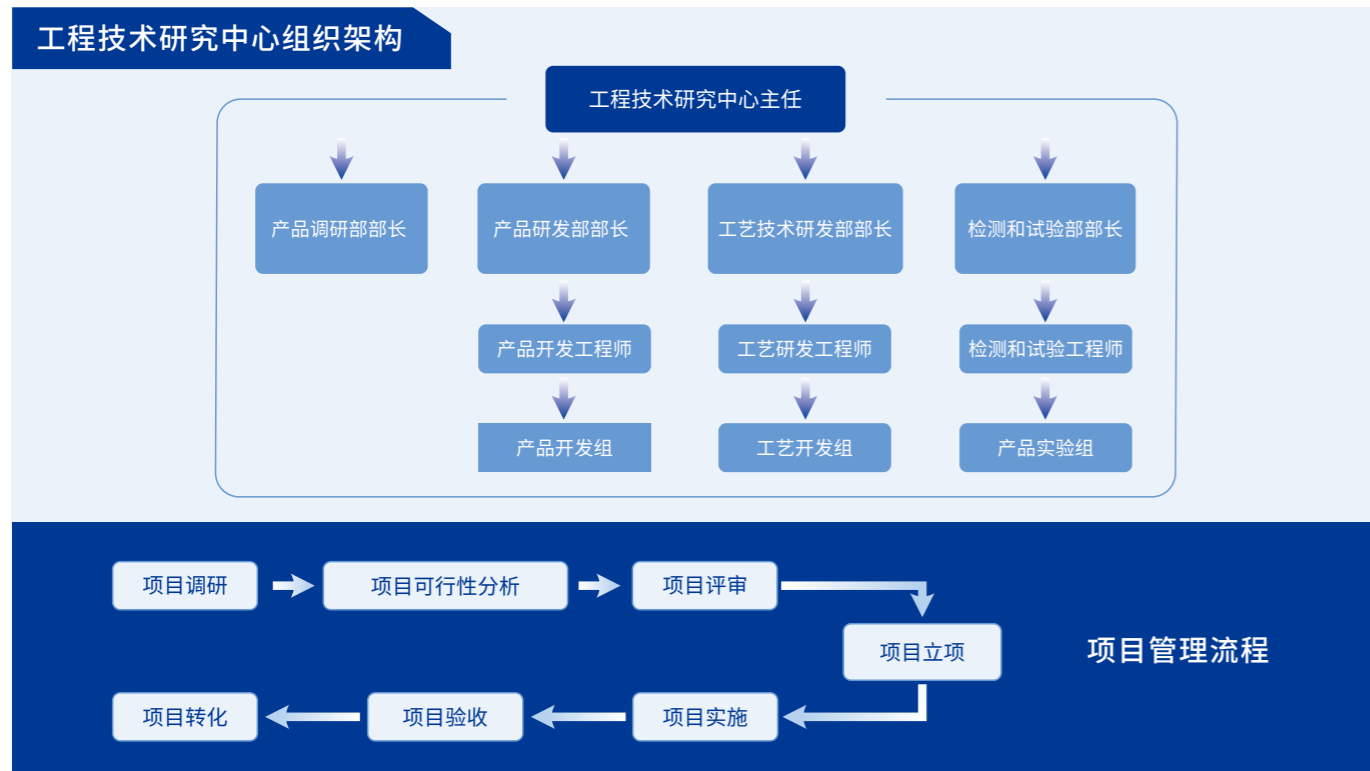 工程技术研究中心组织架构
工程技术研究中心主任
产品调研部部长
产品研发部部长
工艺技术研发部部长
检测和试验部部长
产品开发工程师
工艺研发工程师
检测和试验工程师
产品开发组
工艺开发组
产品实验组
项目调研
项目可行性分析
项目评审
项目立项
项目管理流程
项目转化
项目验收
项目实施